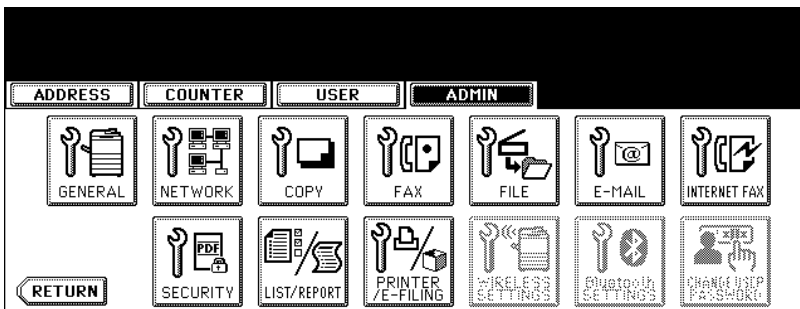 ADDRESS COUNTER USER ADMIN
GENERAL NETWORK COPY FAX FILE E-MAIL INTERNET FAX
@
PDF
SECURITY LIST/REPORT PRINTER /E-FILING WIRELESS SETTINGS Bluetooth SETTINGS CHANGE USER PASSWORD
RETURN